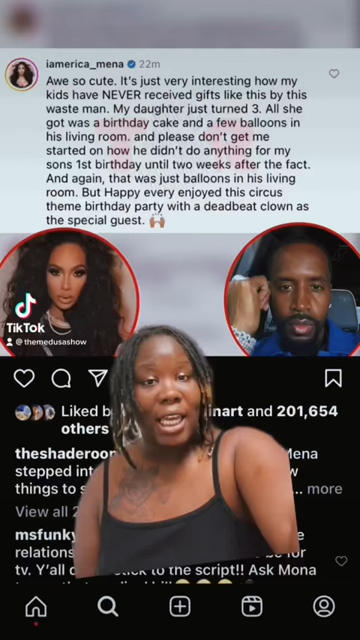 iamerica_mena 22m
Awe so cute. It's just very interesting how my
kids have NEVER received gifts like this by this
waste man. My daughter just turned 3. All she
got was a birthday cake and a few balloons in
his living room. and please don't get me
started on how he didn't do anything for my
sons 1st birthday until two weeks after the fact.
And again, that was just balloons in his living
room. But Happy every enjoyed this circus
theme birthday party with a deadbeat clown as
the special guest.
TikTok
@themedusashow
Liked and 201,654
others
Mena
stepped
things to ... more
View all
msfunky
tv. Y'all to the script!! Ask Mona